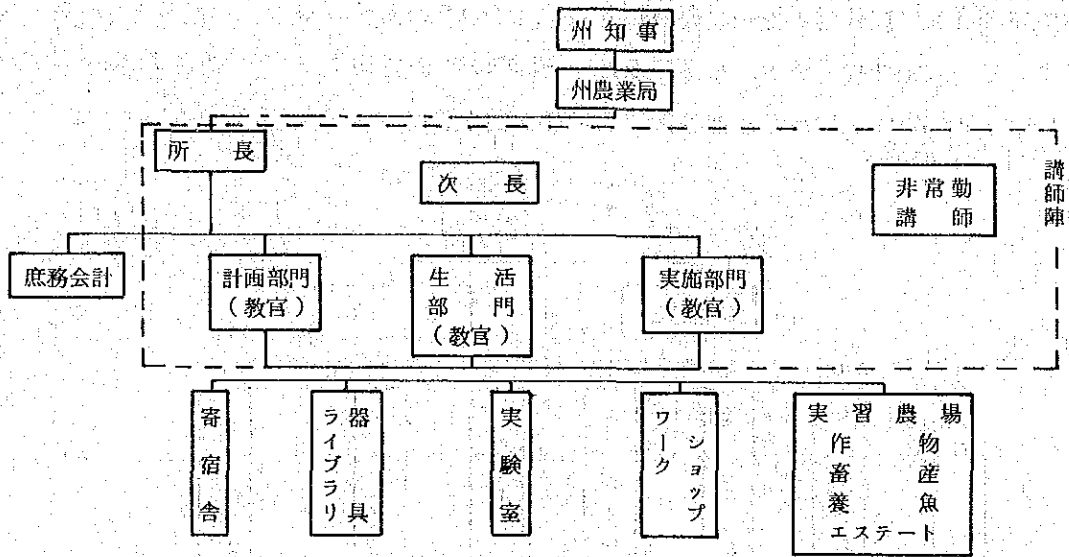 州知事
州農業局
所長
次長
非常勤
講師
講師陣
庶務会計
計画部門
(教官)
生活
部門
(教官)
実施部門
(教官)
寄宿舎
器具
ライブラリ
実験室
ワーク
ショップ
実習農場
作物
畜産
養魚
エステート